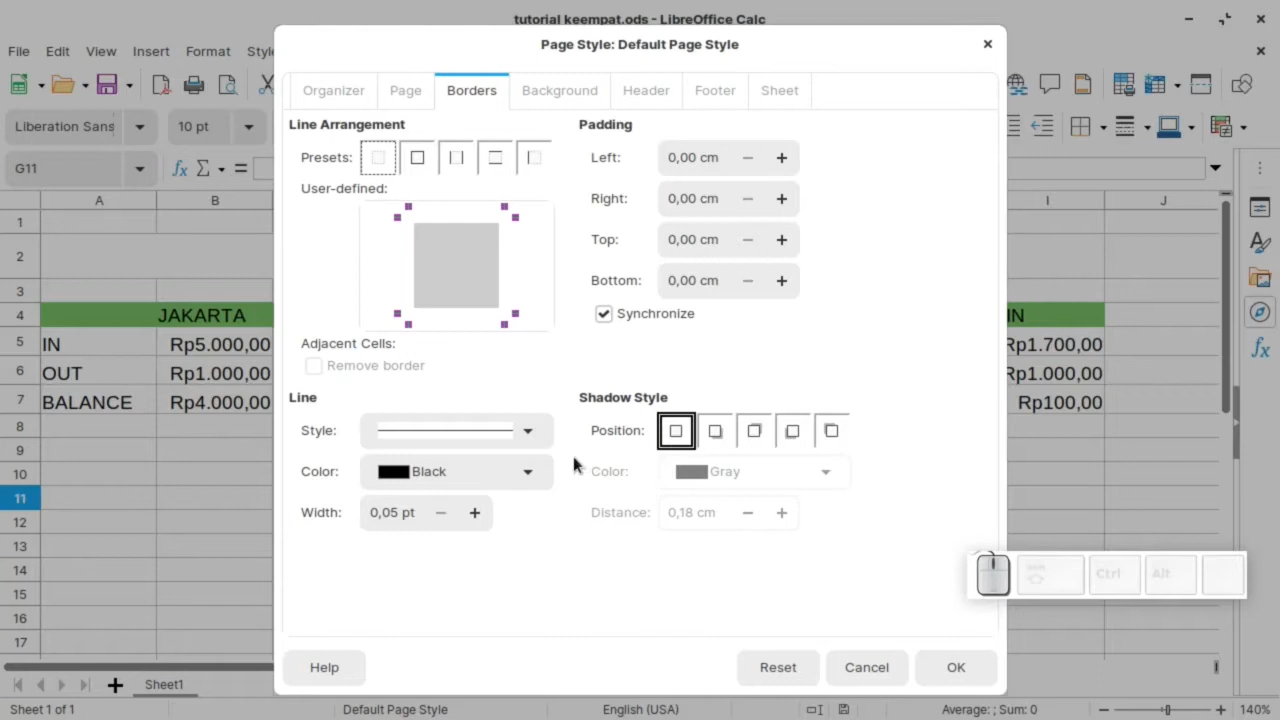 tutorial keempat.ods - LibreOffice Calc
File Edit View Insert Format
Page Style: Default Page Style
Organizer Page Borders Background Header Footer Sheet
Liberation Sans 10 pt
G11
Line Arrangement
Presets:
User-defined:
Adjacent Cells:
Remove border
Line
Style:
Color: Black
Width: 0,05 pt
Padding
Left: 0,00 cm
Right: 0,00 cm
Top: 0,00 cm
Bottom: 0,00 cm
Synchronize
Shadow Style
Position:
Color: Gray
Distance: 0,18 cm
Help Reset Cancel OK
A B I J
1
2
3
4 JAKARTA IN
5 IN Rp5.000,00 Rp1.700,00
6 OUT Rp1.000,00 Rp1.000,00
7 BALANCE Rp4.000,00 Rp100,00
8
9
10
11
12
13
14
15
16
17
Ctrl Alt
Sheet1
Sheet 1 of 1 Default Page Style English (USA) Average: ; Sum: 0 140%